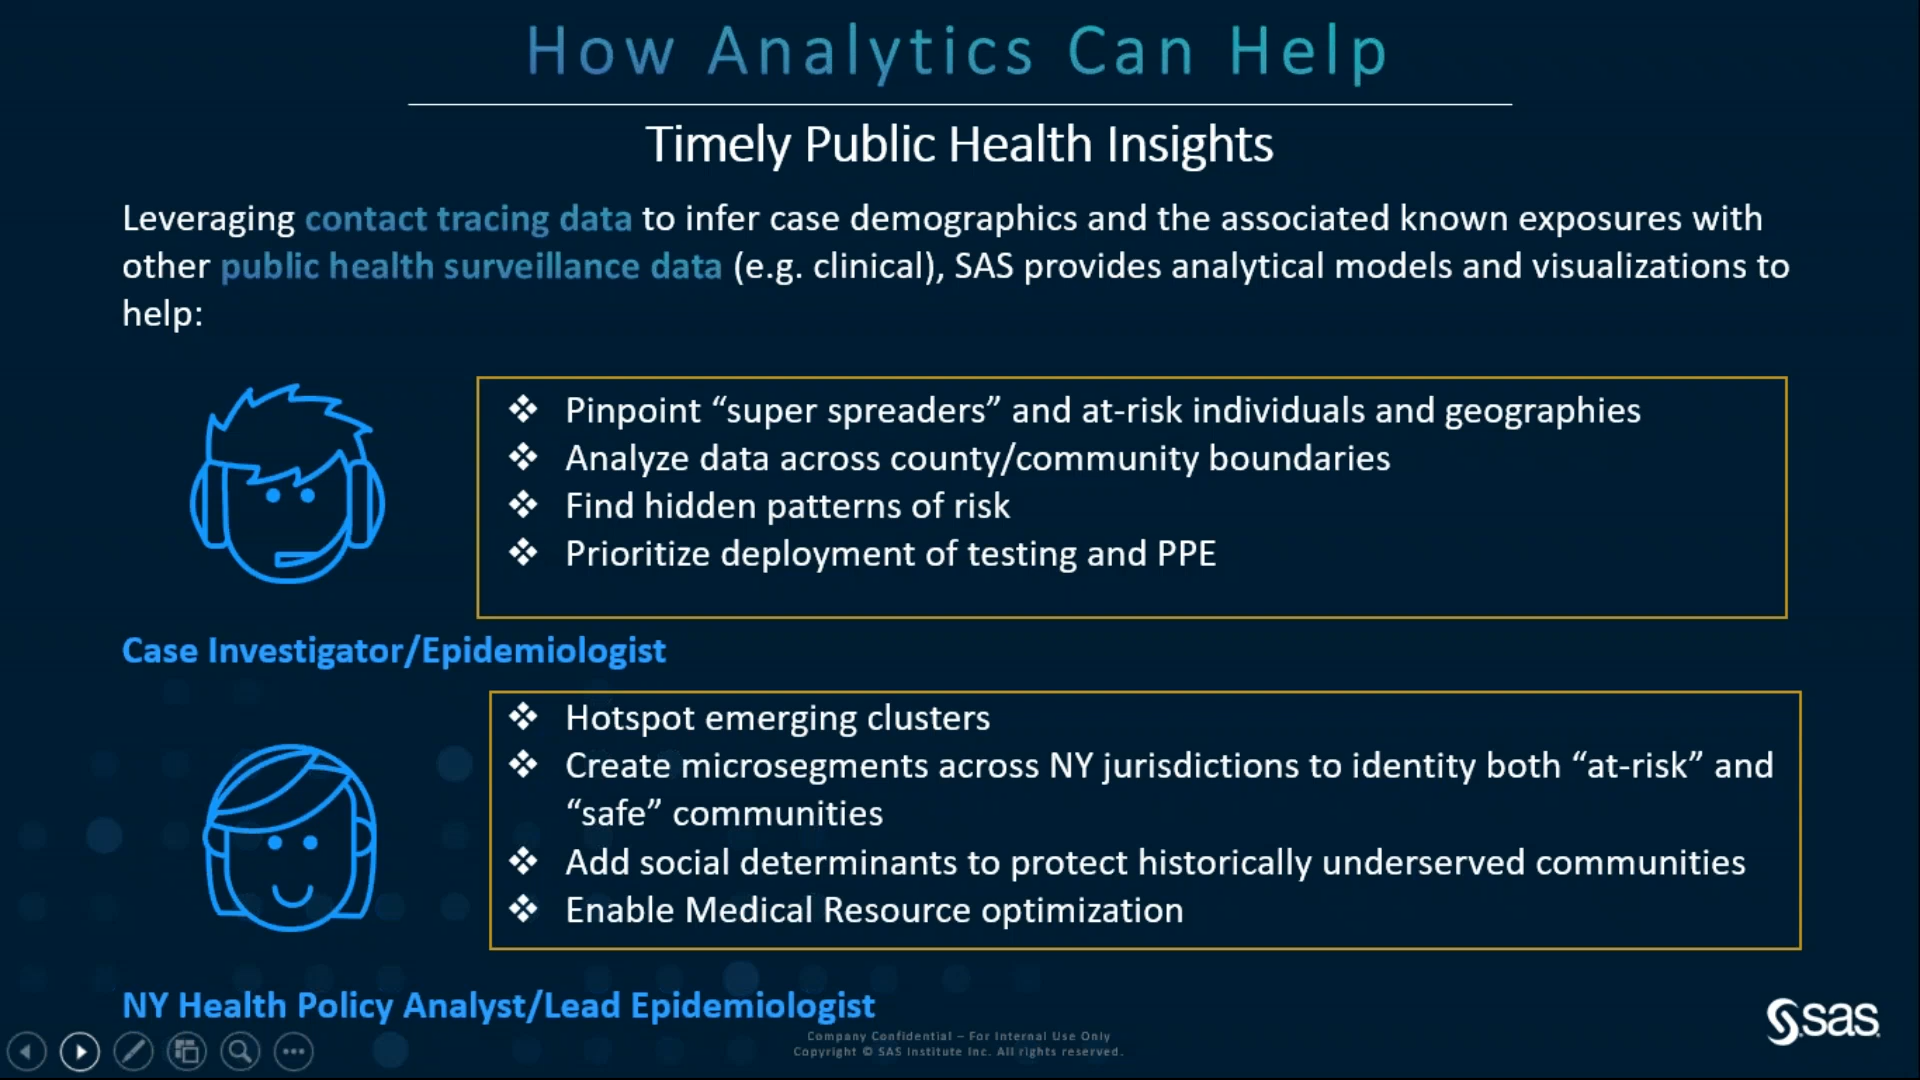 How Analytics Can Help
Timely Public Health Insights
Leveraging contact tracing data to infer case demographics and the associated known exposures with
other public health surveillance data (e.g. clinical), SAS provides analytical models and visualizations to
help:
❖ Pinpoint “super spreaders” and at-risk individuals and geographies
❖ Analyze data across county/community boundaries
❖ Find hidden patterns of risk
❖ Prioritize deployment of testing and PPE
Case Investigator/Epidemiologist
❖ Hotspot emerging clusters
❖ Create microsegments across NY jurisdictions to identity both “at-risk” and
“safe” communities
❖ Add social determinants to protect historically underserved communities
❖ Enable Medical Resource optimization
NY Health Policy Analyst/Lead Epidemiologist
Company Confidential – For Internal Use Only
Copyright © SAS Institute Inc. All rights reserved.
sas